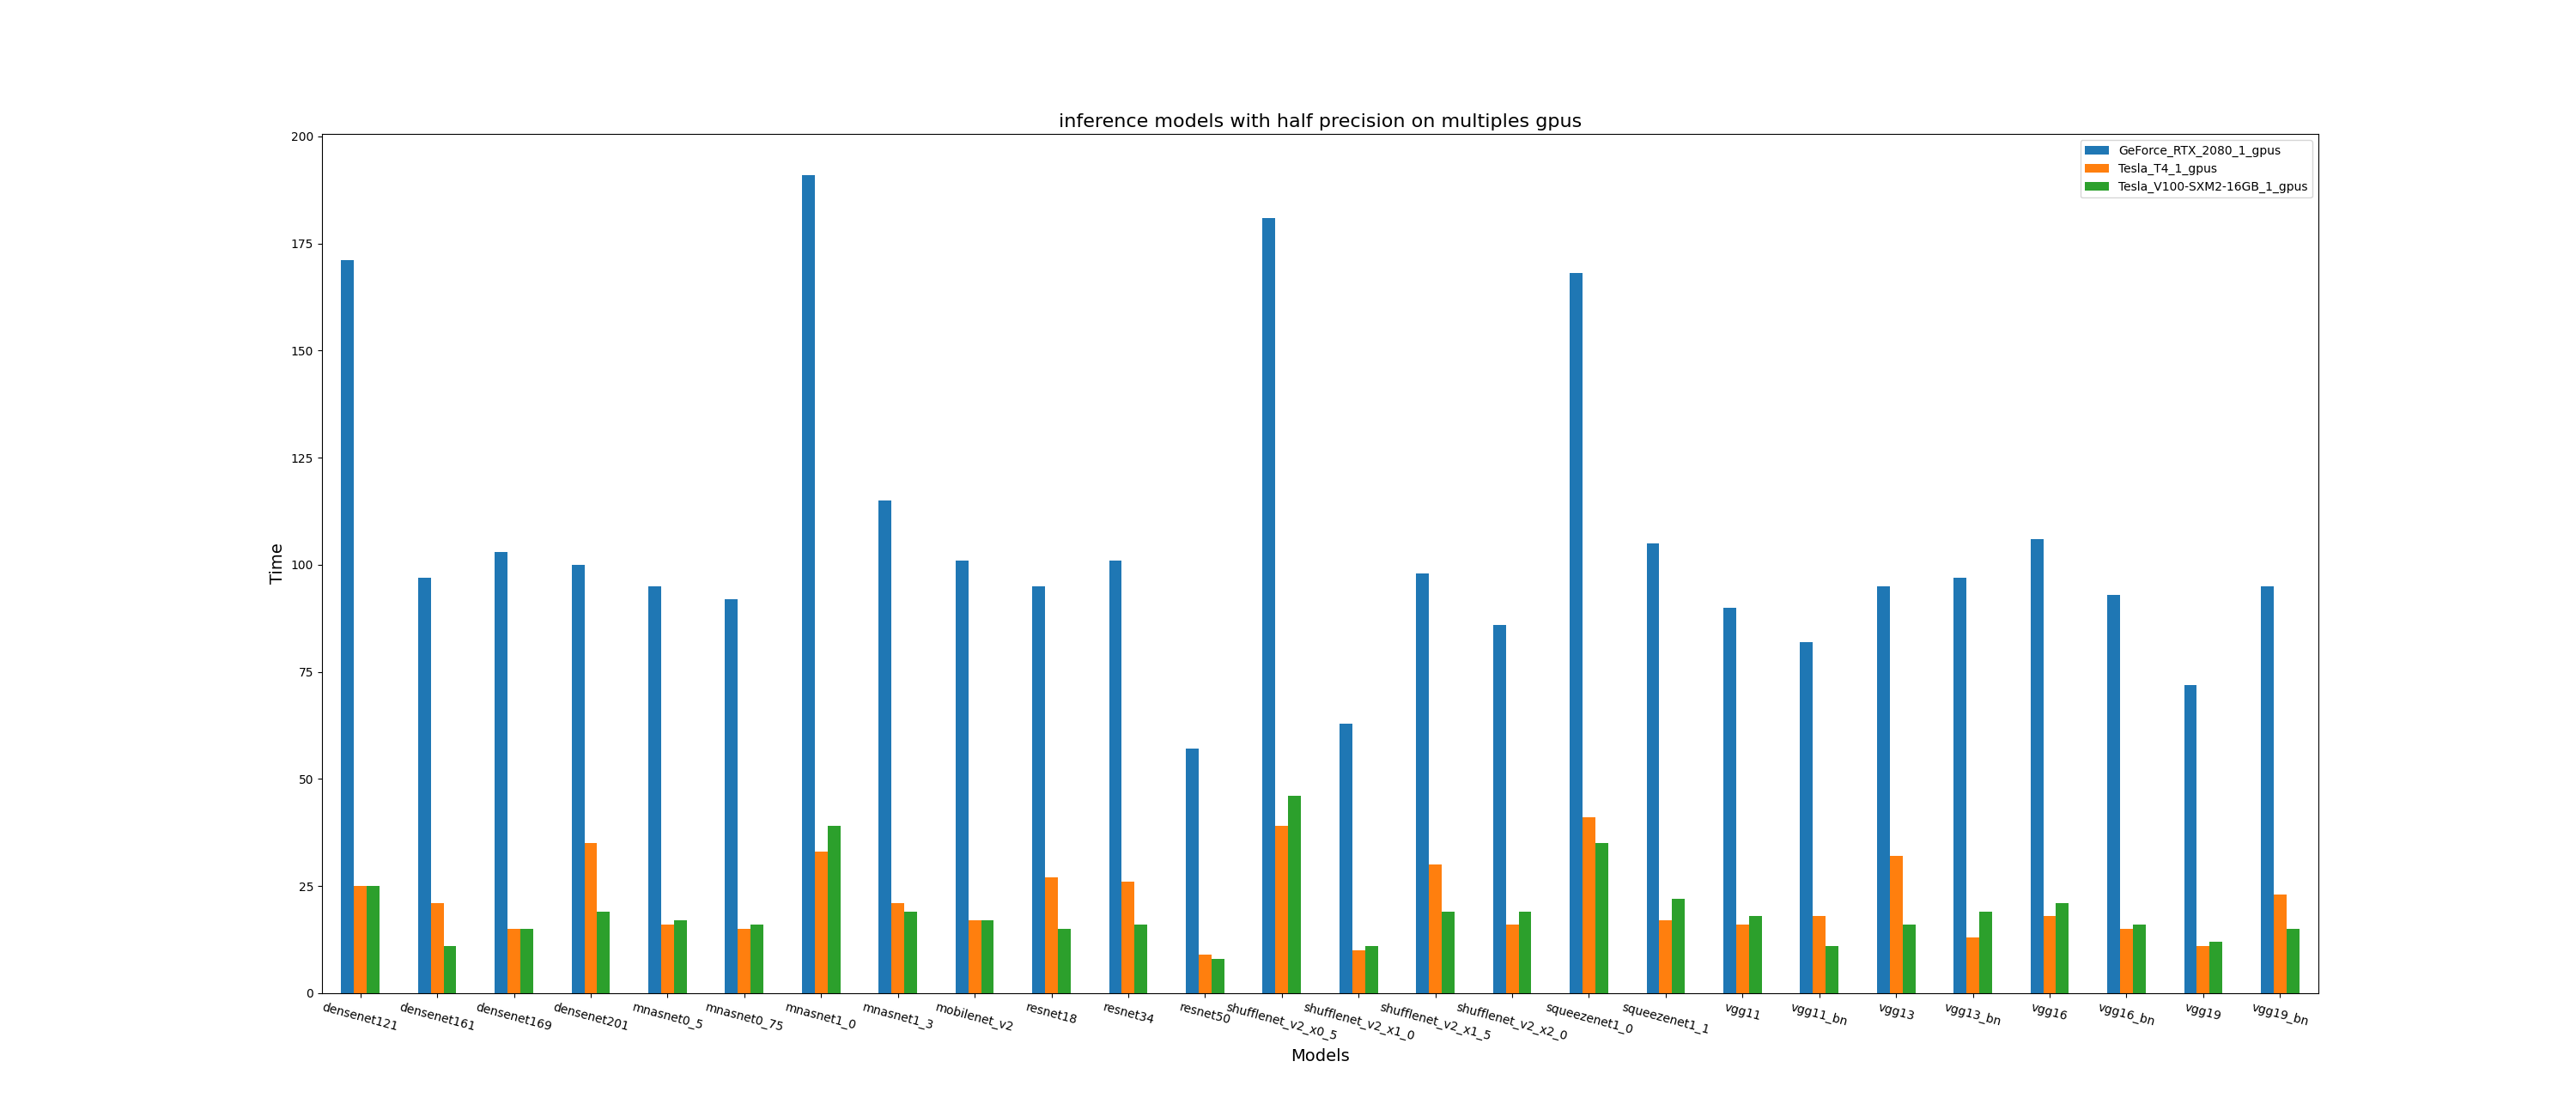 inference models with half precision on multiples gpus
GeForce_RTX_2080_1_gpus
Tesla_T4_1_gpus
Tesla_V100-SXM2-16GB_1_gpus
Time
200
175
150
125
100
75
50
25
0
densenet121
densenet161
densenet169
densenet201
mnasnet0_5
mnasnet0_75
mnasnet1_0
mnasnet1_3
mobilenet_v2
resnet18
resnet34
resnet50
shufflenet_v2_x0_5
shufflenet_v2_x1_0
shufflenet_v2_x1_5
shufflenet_v2_x2_0
squeezenet1_0
squeezenet1_1
vgg11
vgg11_bn
vgg13
vgg13_bn
vgg16
vgg16_bn
vgg19
vgg19_bn
Models